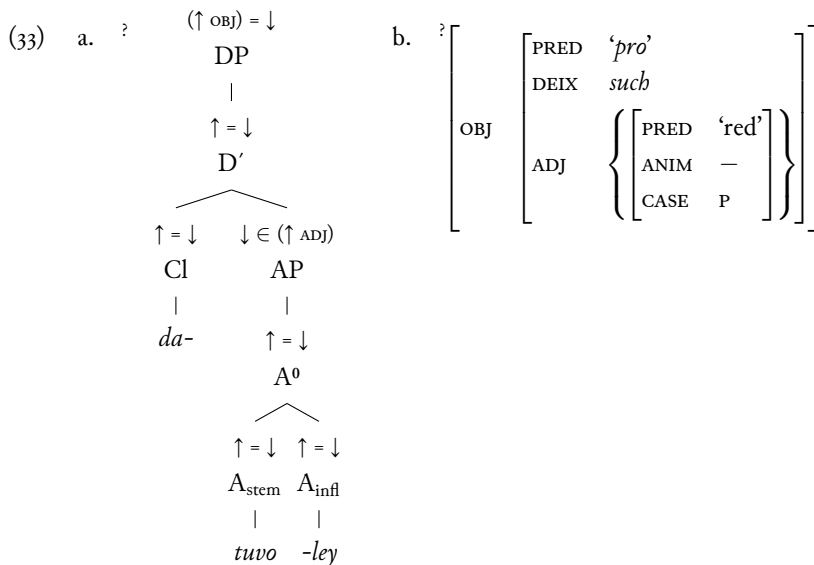 (33) a. ? (↑ OBJ) = ↓
DP
↑ = ↓
D′
↑ = ↓ ↓ ∈ (↑ ADJ)
Cl AP
da- ↑ = ↓
A⁰
↑ = ↓ ↑ = ↓
Astem Ainfl
tuvo -ley
b. ?
PRED ‘pro’
DEIX such
OBJ ADJ PRED ‘red’
ANIM —
CASE P